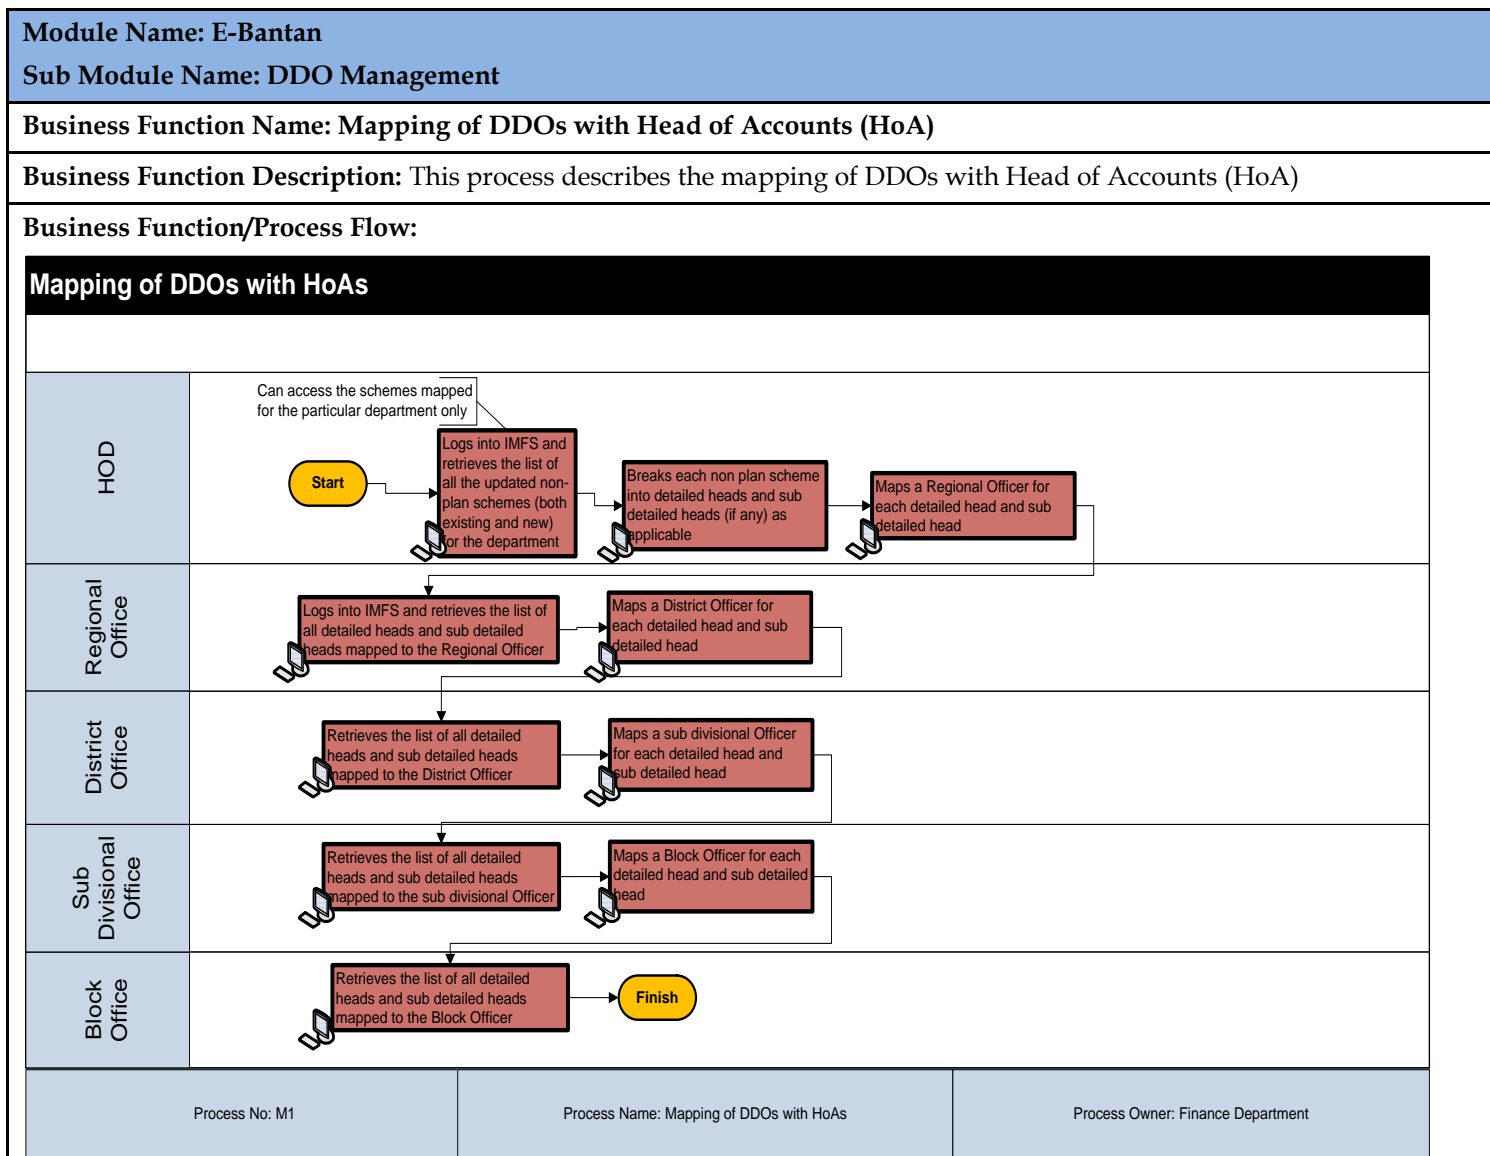 Module Name: E-Bantan
Sub Module Name: DDO Management
Business Function Name: Mapping of DDOs with Head of Accounts (HoA)
Business Function Description: This process describes the mapping of DDOs with Head of Accounts (HoA)
Business Function/Process Flow:
Mapping of DDOs with HoAs
HOD
Can access the schemes mapped
for the particular department only
Start
Logs into IMFS and
retrieves the list of
all the updated non-
plan schemes (both
existing and new)
for the department
Breaks each non plan scheme
into detailed heads and sub
detailed heads (if any) as
applicable
Maps a Regional Officer for
each detailed head and sub
detailed head
Regional
Office
Logs into IMFS and retrieves the list of
all detailed heads and sub detailed
heads mapped to the Regional Officer
Maps a District Officer for
each detailed head and sub
detailed head
District
Office
Retrieves the list of all detailed
heads and sub detailed heads
mapped to the District Officer
Maps a sub divisional Officer
for each detailed head and
sub detailed head
Sub
Divisional
Office
Retrieves the list of all detailed
heads and sub detailed heads
mapped to the sub divisional Officer
Maps a Block Officer for each
detailed head and sub detailed
head
Block
Office
Retrieves the list of all detailed
heads and sub detailed heads
mapped to the Block Officer
Finish
Process No: M1
Process Name: Mapping of DDOs with HoAs
Process Owner: Finance Department